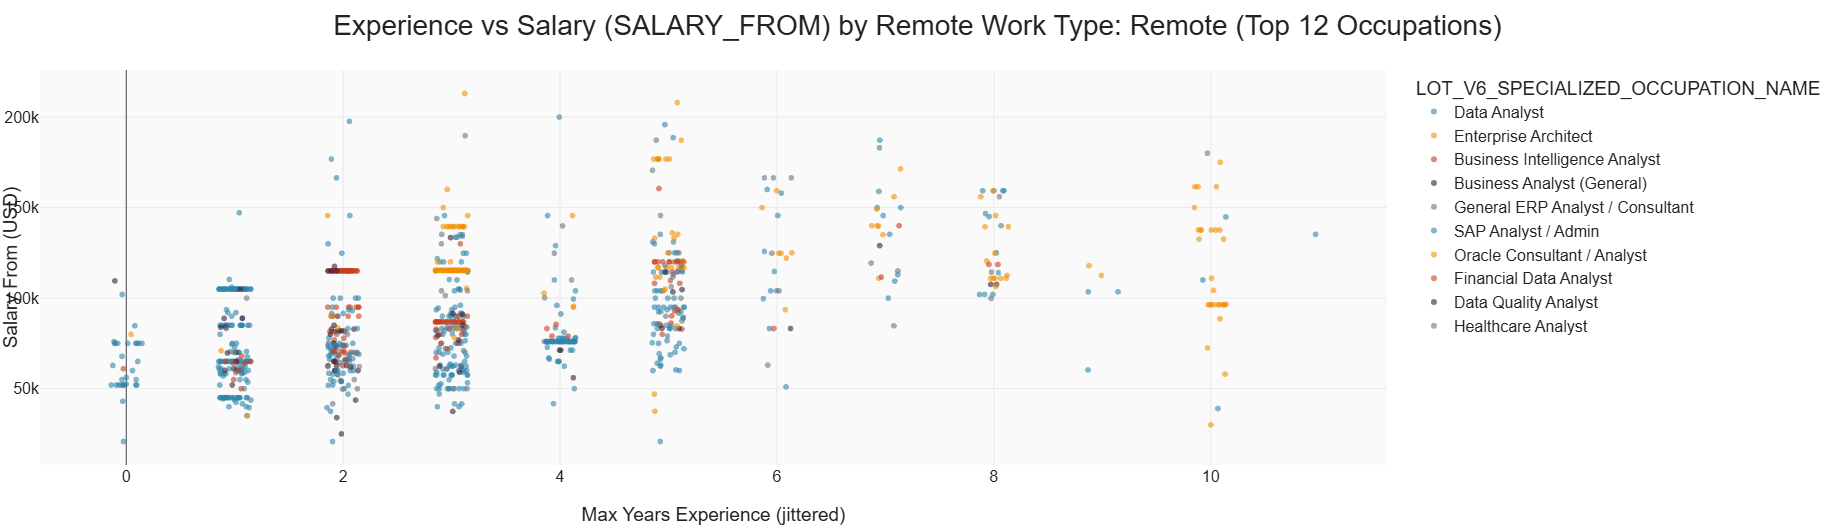 Experience vs Salary (SALARY_FROM) by Remote Work Type: Remote (Top 12 Occupations)
LOT_V6_SPECIALIZED_OCCUPATION_NAME
Data Analyst
Enterprise Architect
Business Intelligence Analyst
Business Analyst (General)
General ERP Analyst / Consultant
SAP Analyst / Admin
Oracle Consultant / Analyst
Financial Data Analyst
Data Quality Analyst
Healthcare Analyst
Salary From (USD)
200k
150k
100k
50k
0 2 4 6 8 10
Max Years Experience (jittered)